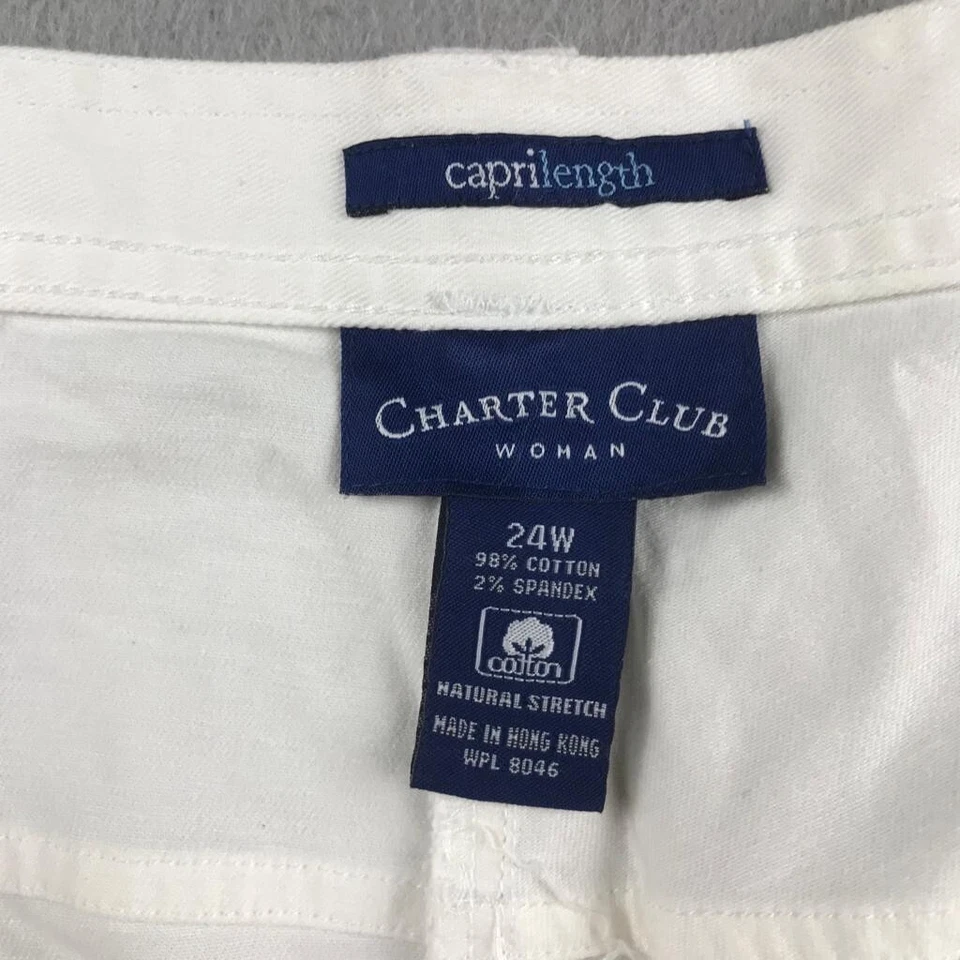 caprilength
CHARTER CLUB
WOMAN
24W
98% COTTON
2% SPANDEX
cotton
NATURAL STRETCH
MADE IN HONG KONG
WPL 8046